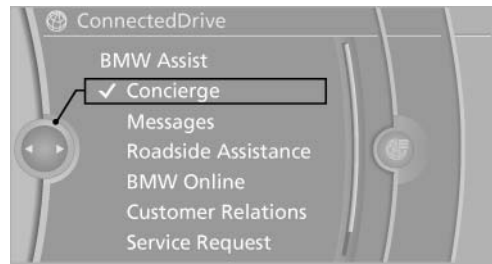 ConnectedDrive
BMW Assist
✓ Concierge
Messages
Roadside Assistance
BMW Online
Customer Relations
Service Request